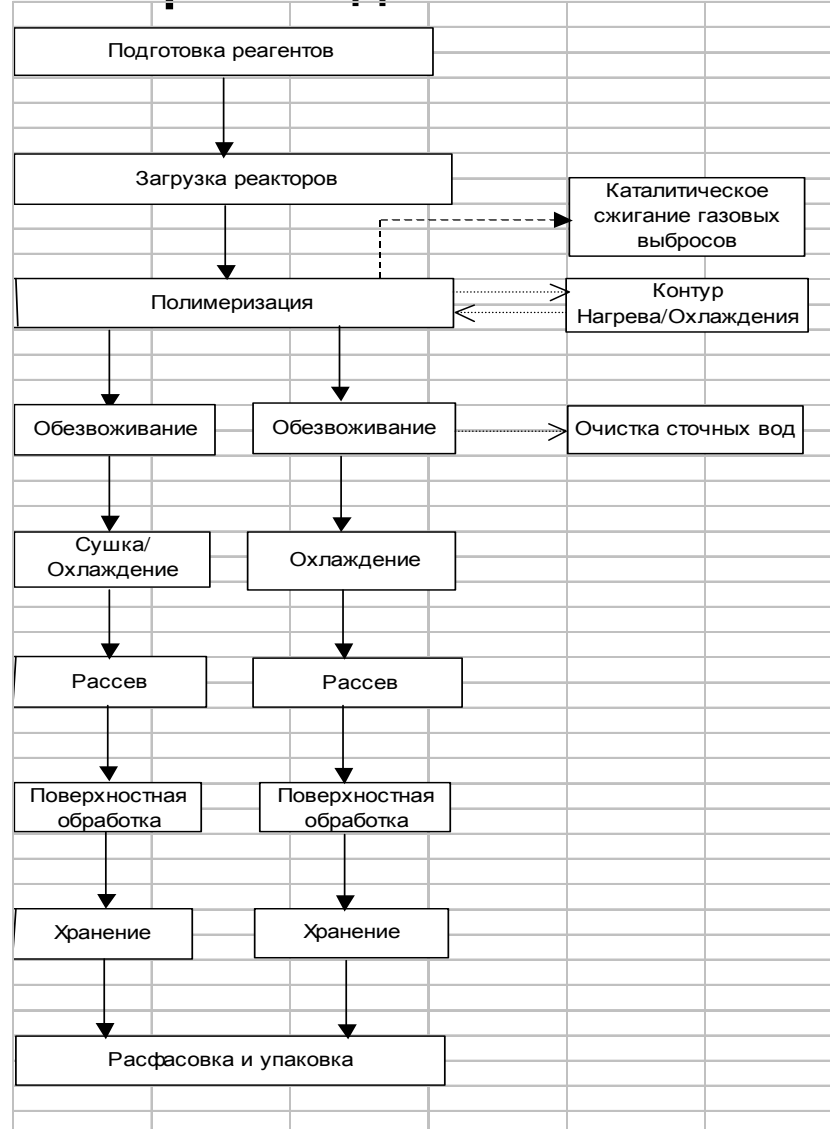 Подготовка реагентов
Загрузка реакторов
Каталитическое
сжигание газовых
выбросов
Полимеризация
Контур
Нагрева/Охлаждения
Обезвоживание
Обезвоживание
Очистка сточных вод
Сушка/
Охлаждение
Охлаждение
Рассев
Рассев
Поверхностная
обработка
Поверхностная
обработка
Хранение
Хранение
Расфасовка и упаковка